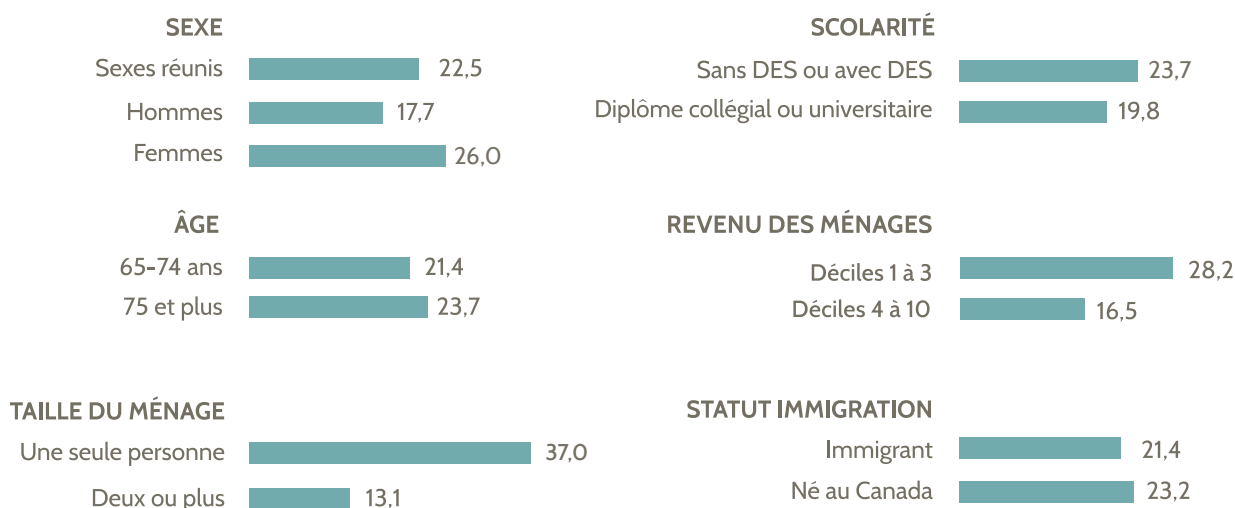 SEXE
Sexes réunis 22,5
Hommes 17,7
Femmes 26,0
ÂGE
65-74 ans 21,4
75 et plus 23,7
TAILLE DU MÉNAGE
Une seule personne 37,0
Deux ou plus 13,1
SCOLARITÉ
Sans DES ou avec DES 23,7
Diplôme collégial ou universitaire 19,8
REVENU DES MÉNAGES
Déciles 1 à 3 28,2
Déciles 4 à 10 16,5
STATUT IMMIGRATION
Immigrant 21,4
Né au Canada 23,2